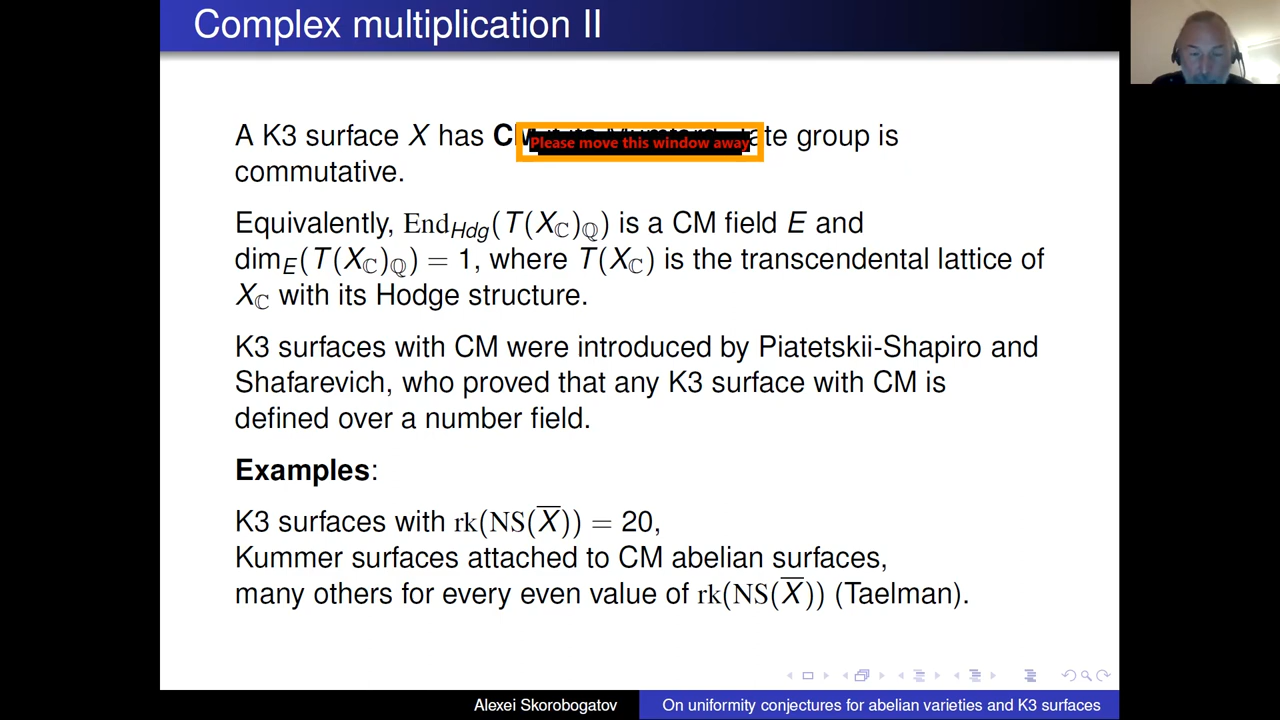 Complex multiplication II
A K3 surface X has group is
Please move this window away
commutative.
Equivalently, End_Hdg(T(X_ℂ)_ℚ) is a CM field E and
dim_E(T(X_ℂ)_ℚ) = 1, where T(X_ℂ) is the transcendental lattice of
X_ℂ with its Hodge structure.
K3 surfaces with CM were introduced by Piatetskii-Shapiro and
Shafarevich, who proved that any K3 surface with CM is
defined over a number field.
Examples:
K3 surfaces with rk(NS(X̅)) = 20,
Kummer surfaces attached to CM abelian surfaces,
many others for every even value of rk(NS(X̅)) (Taelman).
Alexei Skorobogatov
On uniformity conjectures for abelian varieties and K3 surfaces